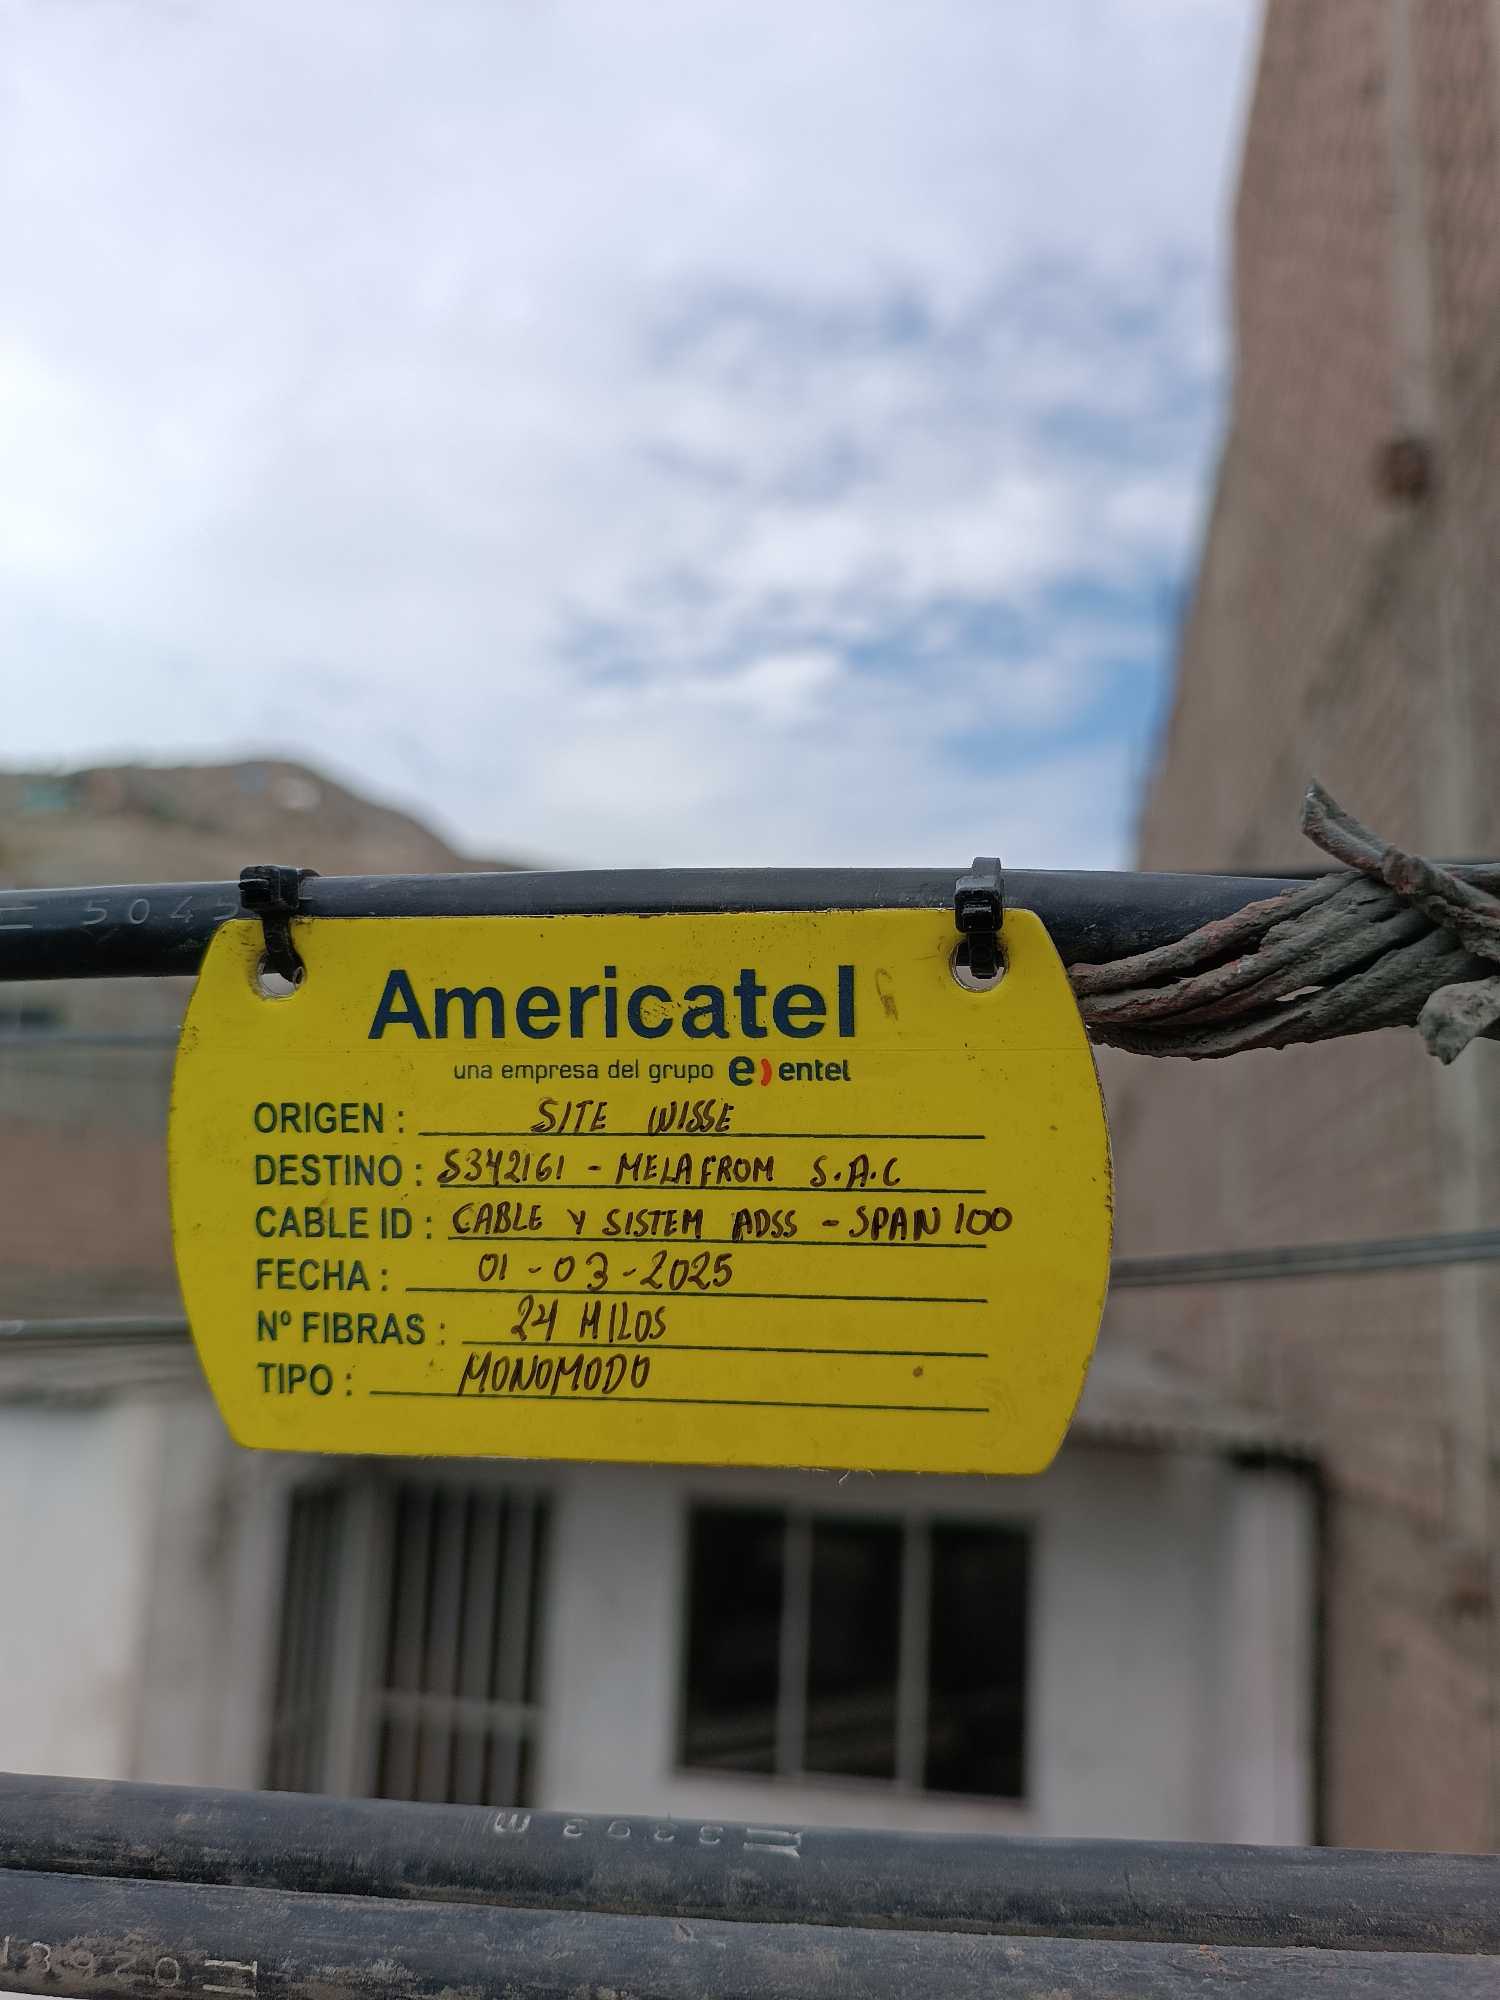 5045
Americatel
una empresa del grupo e) entel
ORIGEN : SITE WISSE
DESTINO : S342161 - MELAFROM S.A.C
CABLE ID : CABLE Y SISTEM ADSS - SPAN 100
FECHA : 01-03-2025
Nº FIBRAS : 24 HILOS
TIPO : MONOMODO